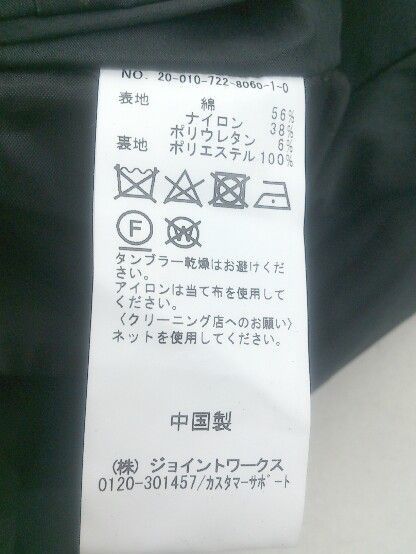 NO. 20-010-722-8060-1-0
表地 綿 56%
ナイロン 38%
ポリウレタン 6%
裏地 ポリエステル 100%
F W
タンブラー乾燥はお避けくだ
さい。
アイロンは当て布を使用して
ください。
〈クリーニング店へのお願い〉
ネットを使用してください。
中国製
(株) ジョイントワークス
0120-301457/カスタマーサポート